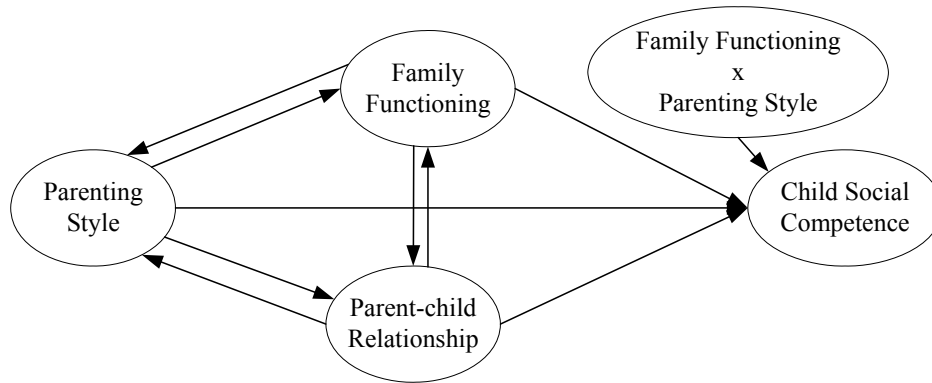 Family Functioning
x
Parenting Style
Family
Functioning
Parenting
Style
Child Social
Competence
Parent-child
Relationship